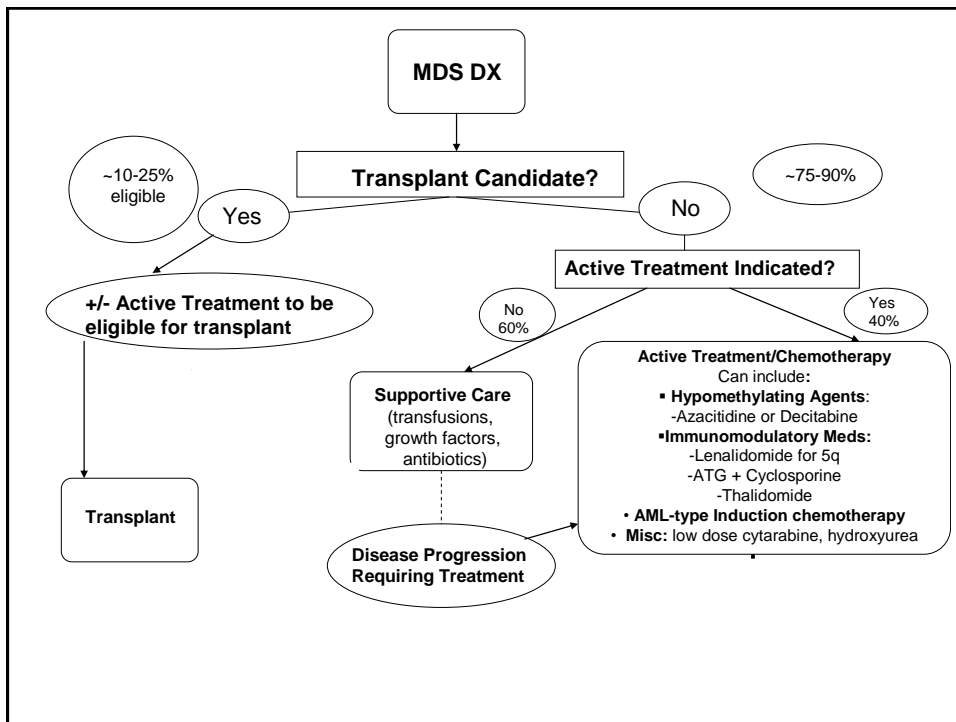 MDS DX
~10-25%
eligible
Transplant Candidate?
~75-90%
Yes
No
+/- Active Treatment to be
eligible for transplant
Active Treatment Indicated?
No
60%
Yes
40%
Supportive Care
(transfusions,
growth factors,
antibiotics)
Active Treatment/Chemotherapy
Can include:
▪ Hypomethylating Agents:
-Azacitidine or Decitabine
▪Immunomodulatory Meds:
-Lenalidomide for 5q
-ATG + Cyclosporine
-Thalidomide
• AML-type Induction chemotherapy
• Misc: low dose cytarabine, hydroxyurea
▪
Transplant
Disease Progression
Requiring Treatment